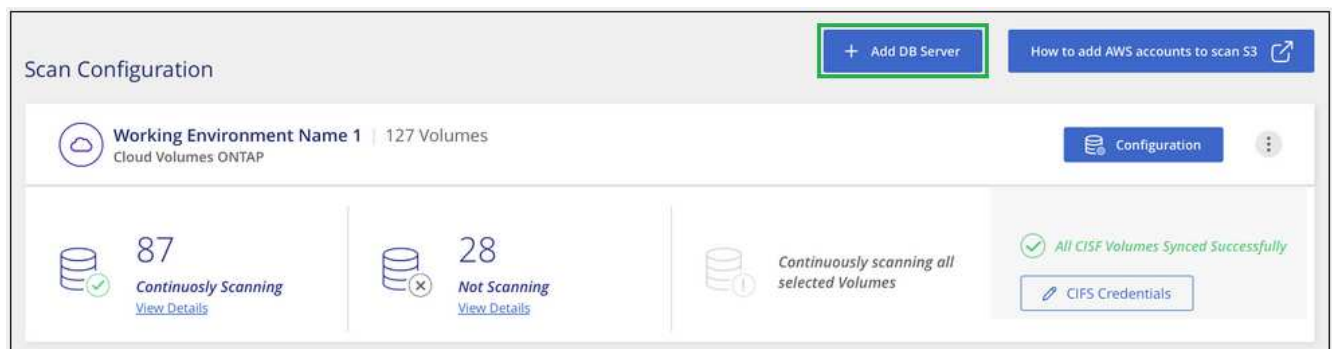 + Add DB Server
How to add AWS accounts to scan S3
Scan Configuration
Working Environment Name 1 | 127 Volumes
Cloud Volumes ONTAP
Configuration
87
Continuosly Scanning
View Details
28
Not Scanning
View Details
Continuously scanning all
selected Volumes
All CISF Volumes Synced Successfully
CIFS Credentials